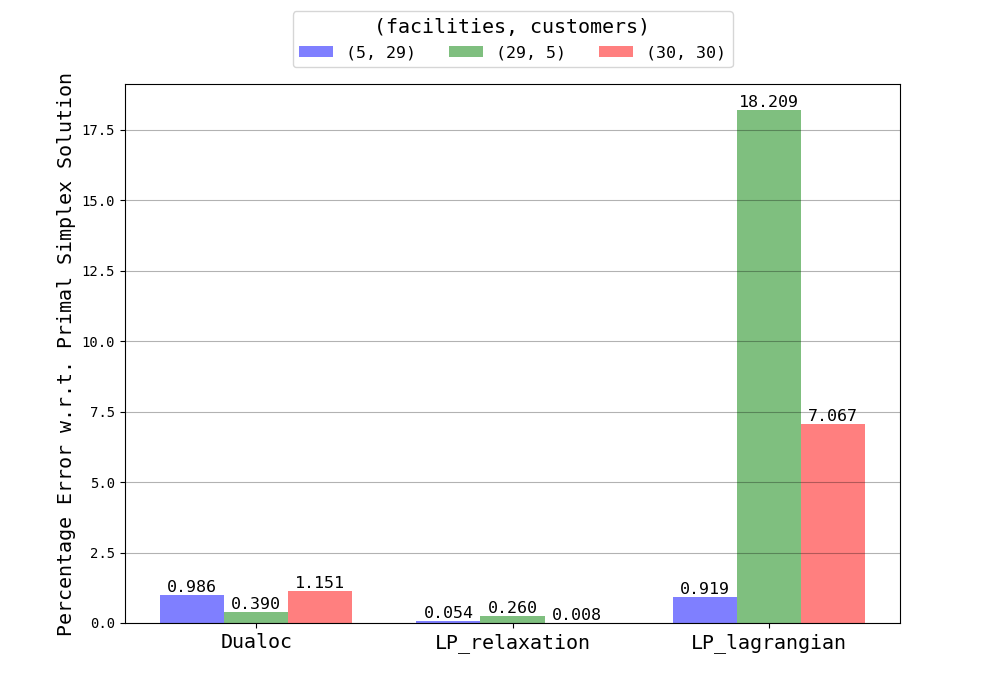 (facilities, customers)
(5, 29) (29, 5) (30, 30)
Percentage Error w.r.t. Primal Simplex Solution
17.5
15.0
12.5
10.0
7.5
5.0
2.5
0.0
0.986 0.390 1.151 0.054 0.260 0.008 0.919 18.209 7.067
Dualoc LP_relaxation LP_lagrangian